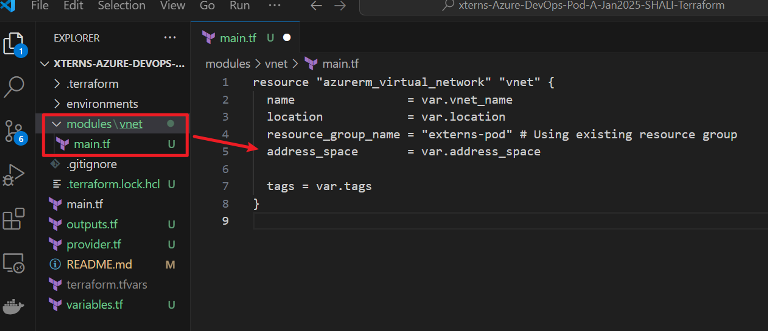 File Edit Selection View Go Run ··· ← → xterns-Azure-DevOps-Pod-A-Jan2025-SHALI-Terraform
EXPLORER ···
main.tf U
XTERNS-AZURE-DEVOPS-...
modules > vnet > main.tf
.terraform
environments
modules\vnet
main.tf U
.gitignore
.terraform.lock.hcl U
main.tf
outputs.tf U
provider.tf U
README.md M
terraform.tfvars
variables.tf U
1
6
1 resource "azurerm_virtual_network" "vnet" {
2 name = var.vnet_name
3 location = var.location
4 resource_group_name = "externs-pod" # Using existing resource group
5 address_space = var.address_space
6
7 tags = var.tags
8 }
9